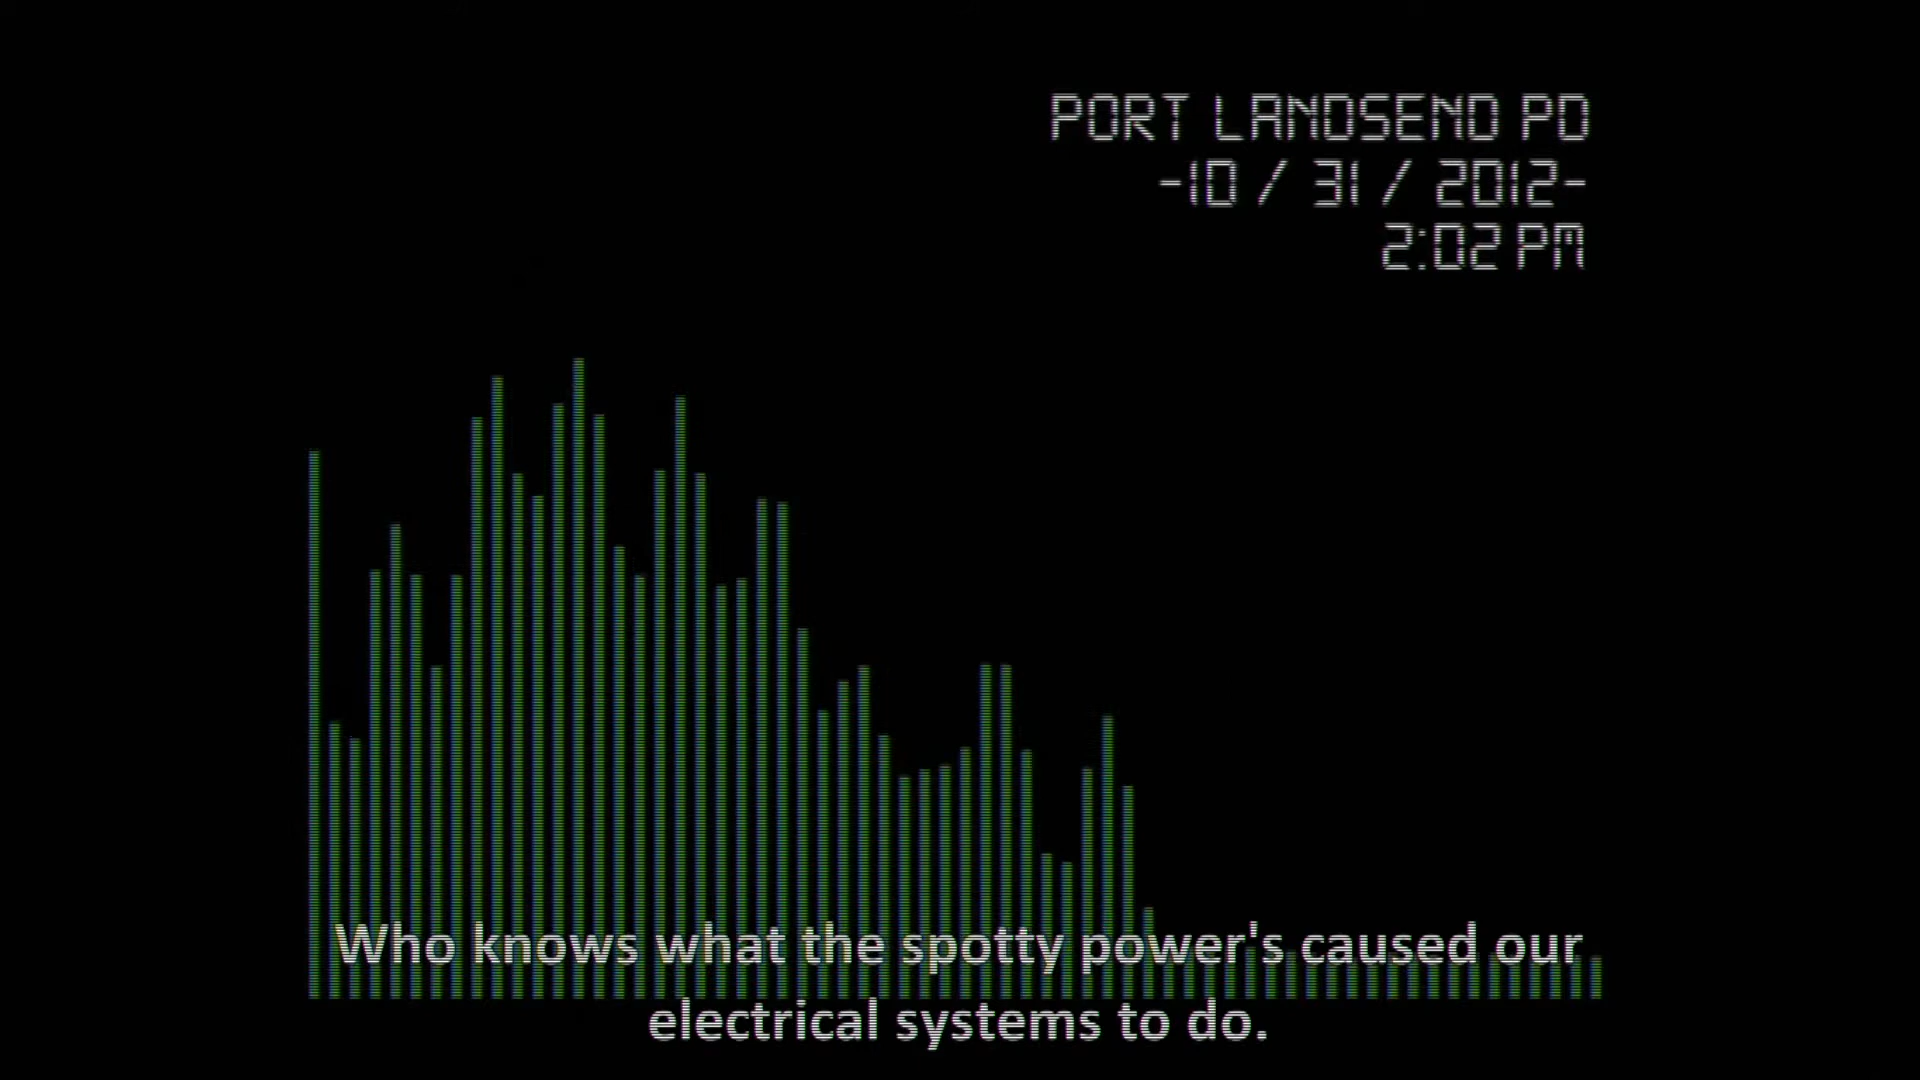 PORT LANDSEND PD
-10 / 31 / 2012-
2:02 PM
Who knows what the spotty power's caused our
electrical systems to do.